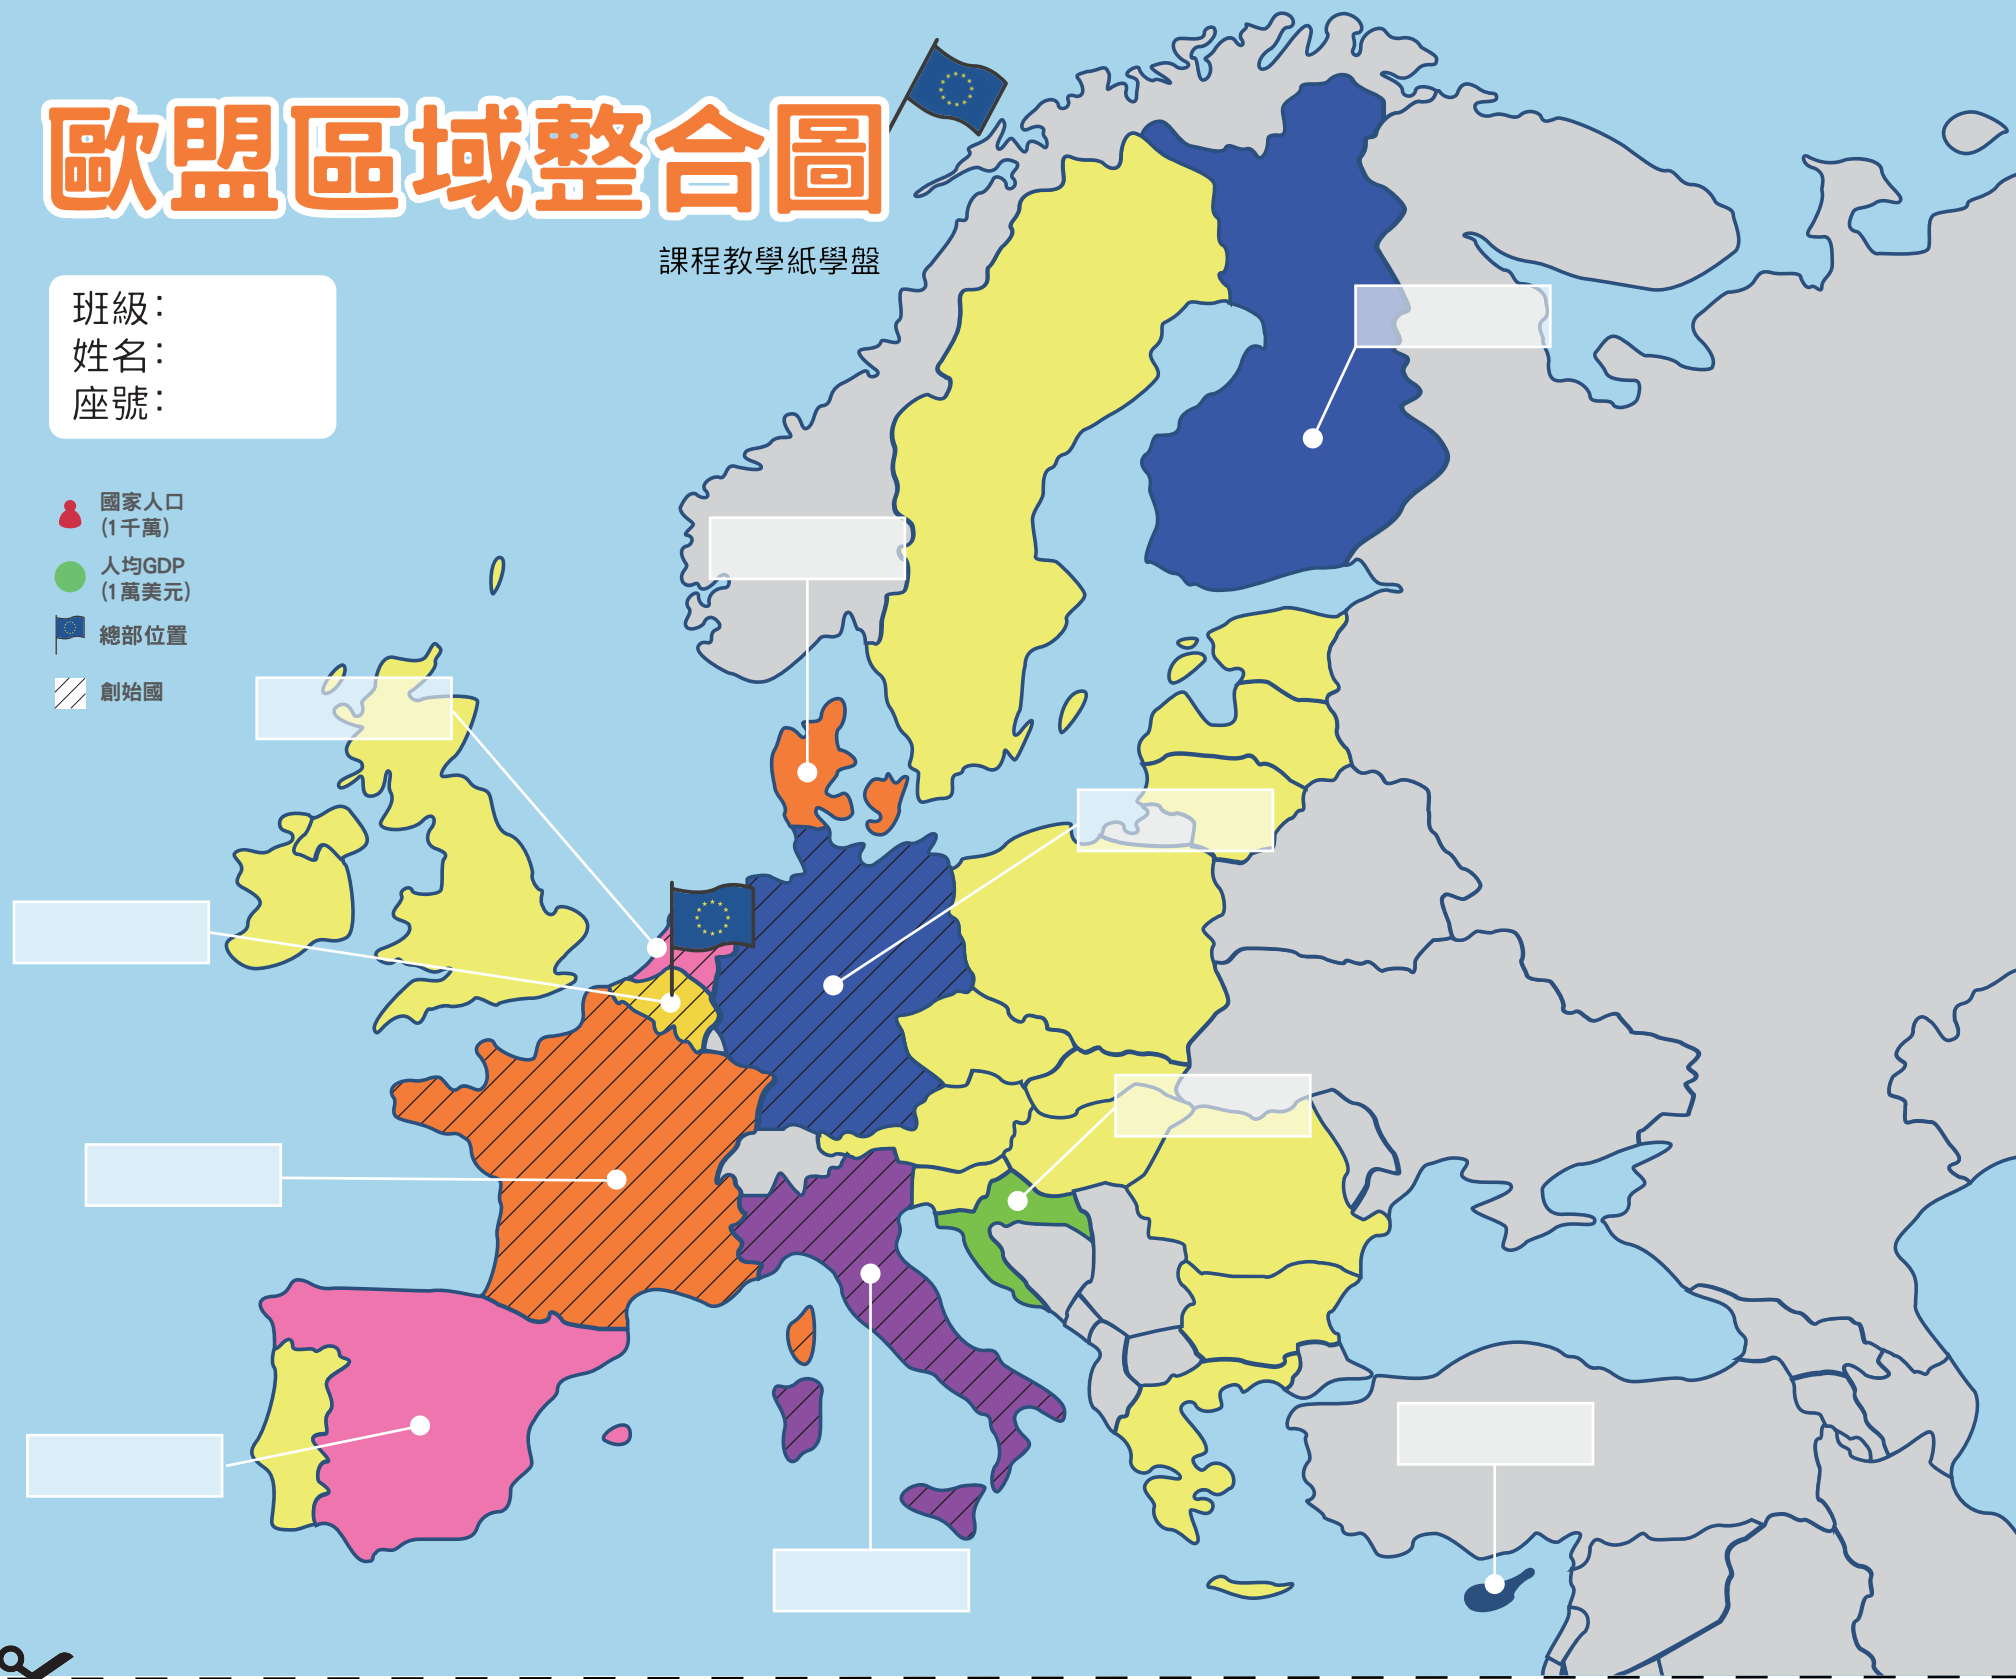 歐盟區域整合圖
課程教學紙學盤
班級：
姓名：
座號：
國家人口
(1千萬)
人均GDP
(1萬美元)
總部位置
創始國